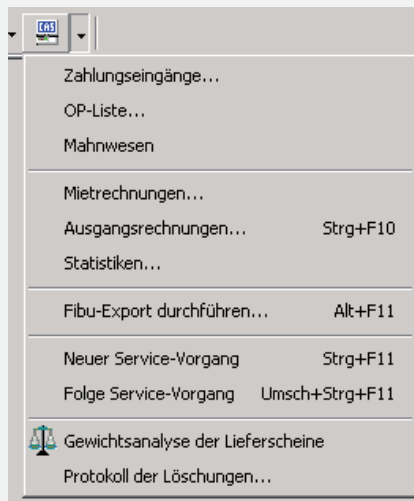 CAS
Zahlungseingänge...
OP-Liste...
Mahnwesen
Mietrechnungen...
Ausgangsrechnungen... Strg+F10
Statistiken...
Fibu-Export durchführen... Alt+F11
Neuer Service-Vorgang Strg+F11
Folge Service-Vorgang Umsch+Strg+F11
Gewichtsanalyse der Lieferscheine
Protokoll der Löschungen...